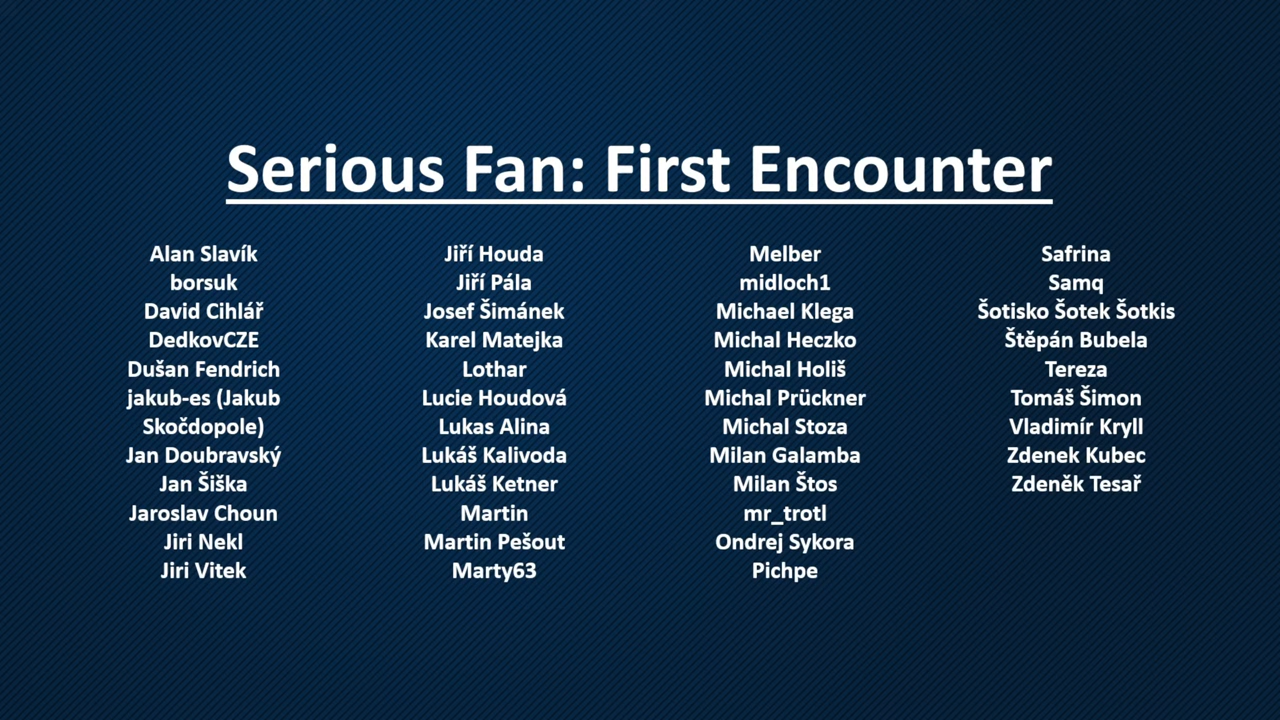 Serious Fan: First Encounter
Alan Slavík
borsuk
David Cihlář
DedkovCZE
Dušan Fendrich
jakub-es (Jakub
Skočdopole)
Jan Doubravský
Jan Šiška
Jaroslav Choun
Jiri Nekl
Jiri Vitek
Jiří Houda
Jiří Pála
Josef Šimánek
Karel Matejka
Lothar
Lucie Houdová
Lukas Alina
Lukáš Kalivoda
Lukáš Ketner
Martin
Martin Pešout
Marty63
Melber
midloch1
Michael Klega
Michal Heczko
Michal Holiš
Michal Prückner
Michal Stoza
Milan Galamba
Milan Štos
mr_trotl
Ondrej Sykora
Pichpe
Safrina
Samq
Šotisko Šotek Šotkis
Štěpán Bubela
Tereza
Tomáš Šimon
Vladimír Kryll
Zdenek Kubec
Zdeněk Tesař